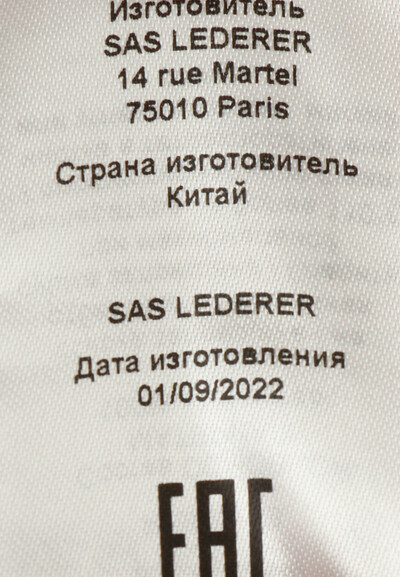 Изготовитель
SAS LEDERER
14 rue Martel
75010 Paris
Страна изготовитель
Китай
SAS LEDERER
Дата изготовления
01/09/2022
EAC